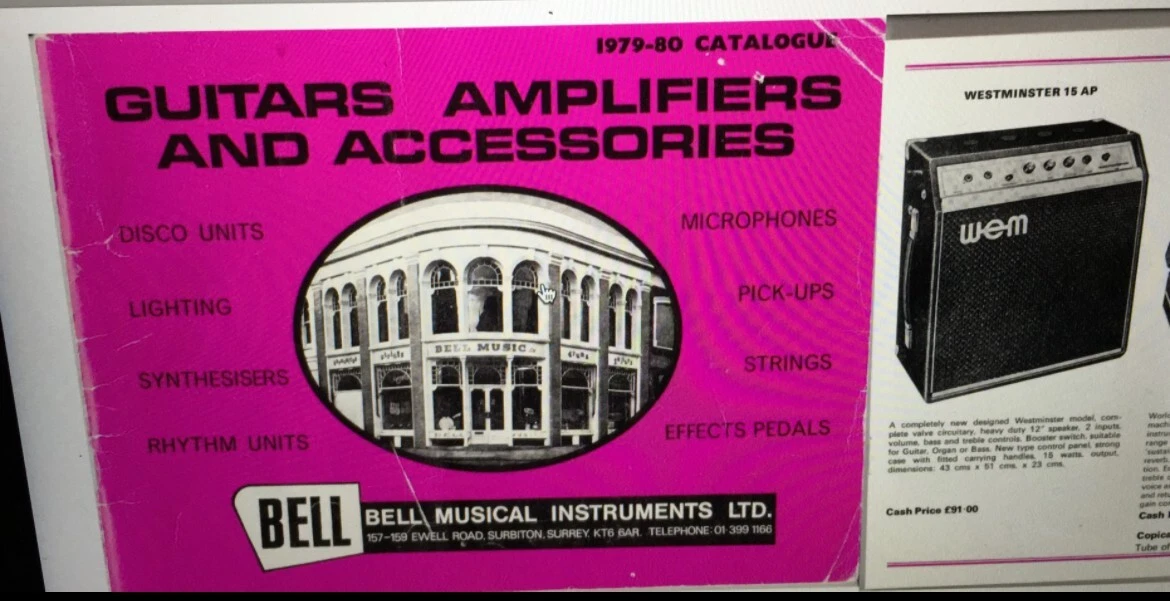 1979-80 CATALOGUE
GUITARS AMPLIFIERS
AND ACCESSORIES
DISCO UNITS
LIGHTING
SYNTHESISERS
RHYTHM UNITS
MICROPHONES
PICK-UPS
STRINGS
EFFECTS PEDALS
BELL MUSIC
BELL
BELL MUSICAL INSTRUMENTS LTD.
157-159 EWELL ROAD, SURBITON, SURREY, KT6 6AR. TELEPHONE: 01-399 1166
WESTMINSTER 15 AP
wem
A completely new designed Westminster model, com-
plete valve circuitary, heavy duty 12" speaker, 2 inputs,
volume, bass and treble controls. Booster switch, suitable
for Guitar, Organ or Bass. New type control panel, strong
case with fitted carrying handles, 15 watts, output,
dimensions: 43 cms x 51 cms. x 23 cms.
Cash Price £91·00
Tube of